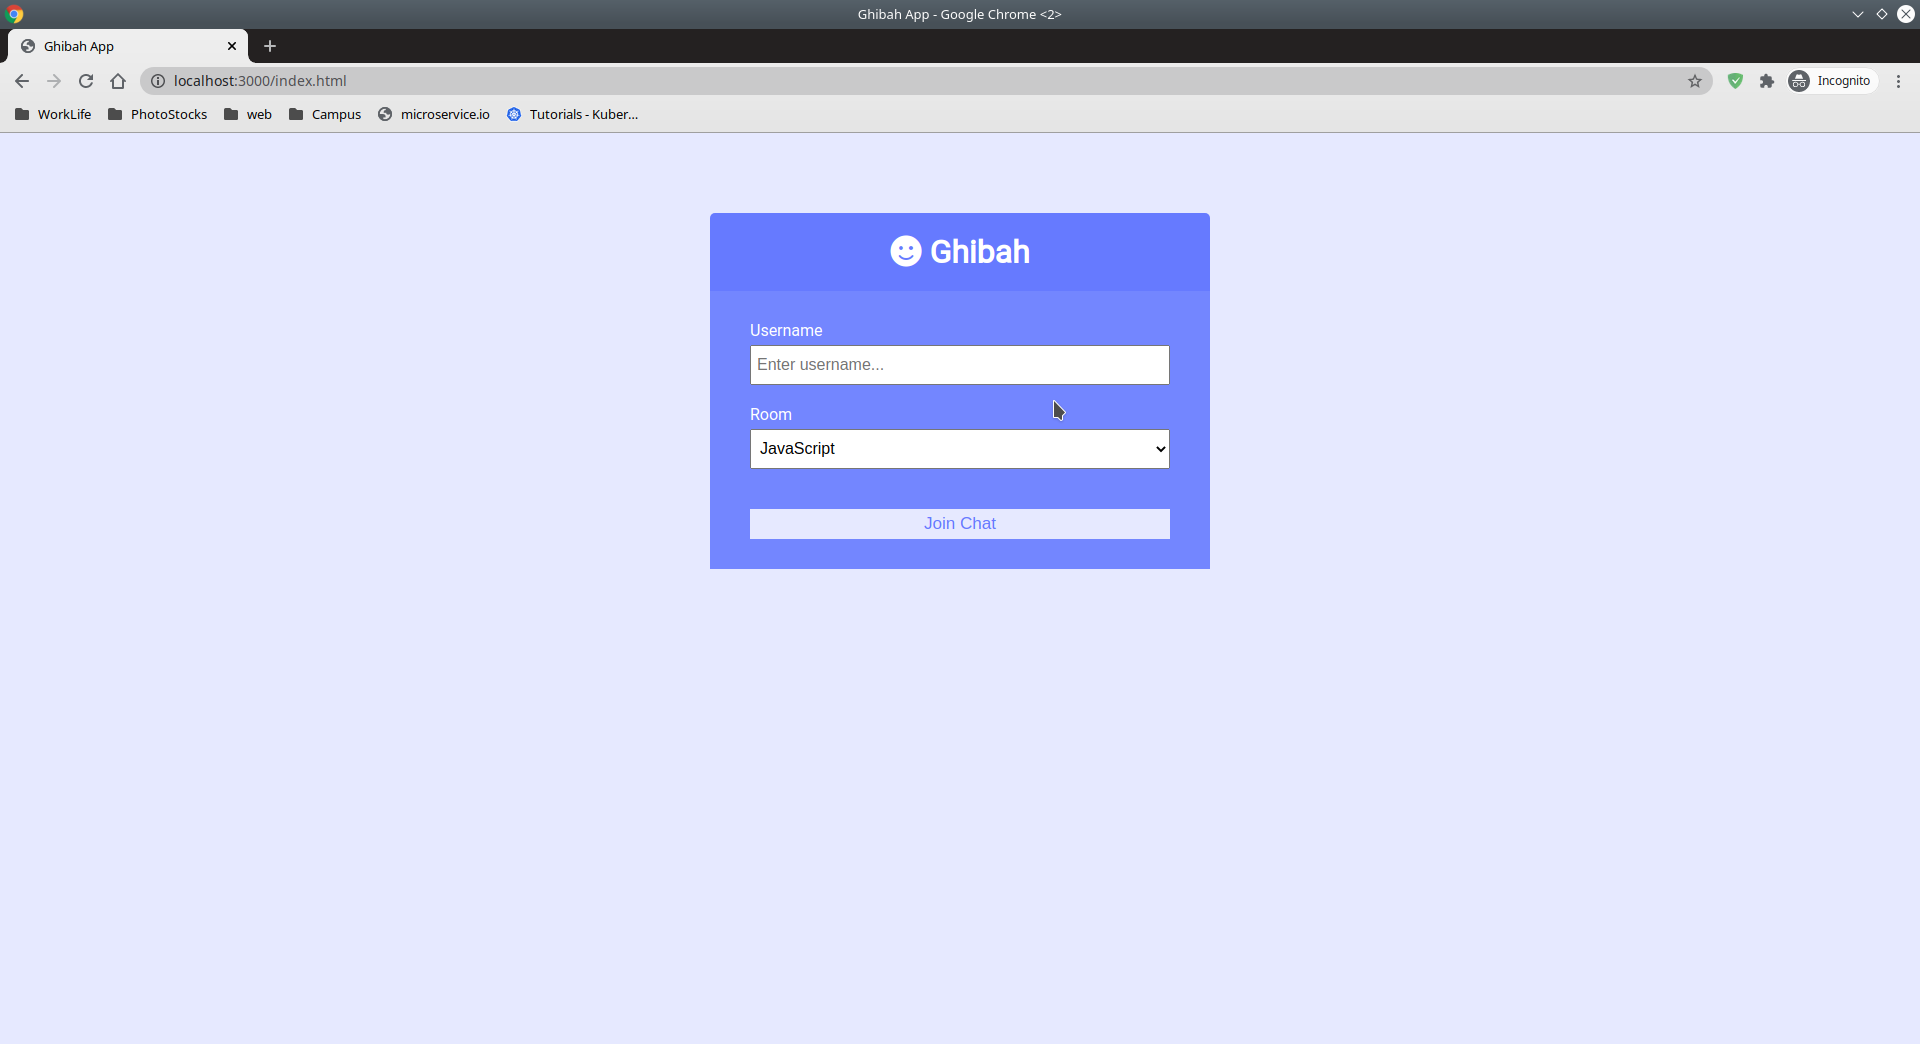 Ghibah App - Google Chrome <2>
Ghibah App
localhost:3000/index.html
Incognito
WorkLife PhotoStocks web Campus microservice.io Tutorials - Kuber...
Ghibah
Username
Enter username...
Room
JavaScript
Join Chat